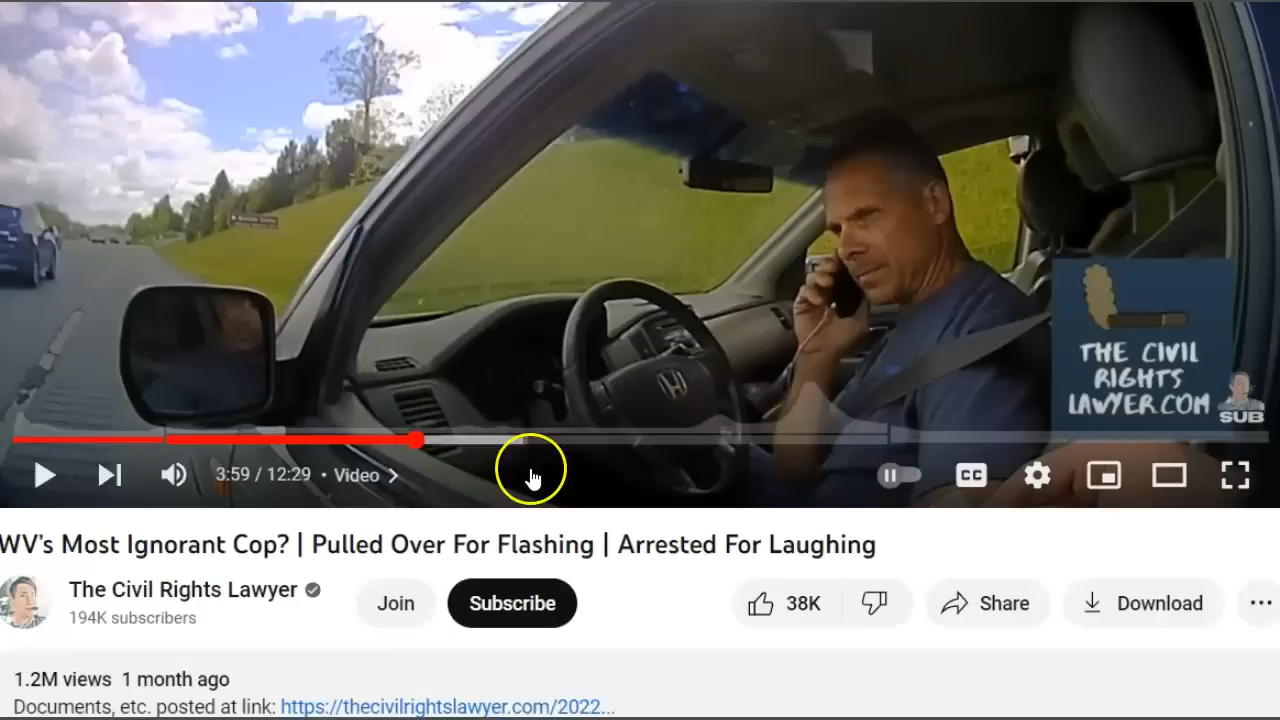 THE CIVIL
RIGHTS
LAWYER.COM
SUB
3:59 / 12:29 • Video
CC
WV's Most Ignorant Cop? | Pulled Over For Flashing | Arrested For Laughing
The Civil Rights Lawyer
194K subscribers
Join
Subscribe
38K
Share
Download
1.2M views 1 month ago
Documents, etc. posted at link: https://thecivilrightslawyer.com/2022...